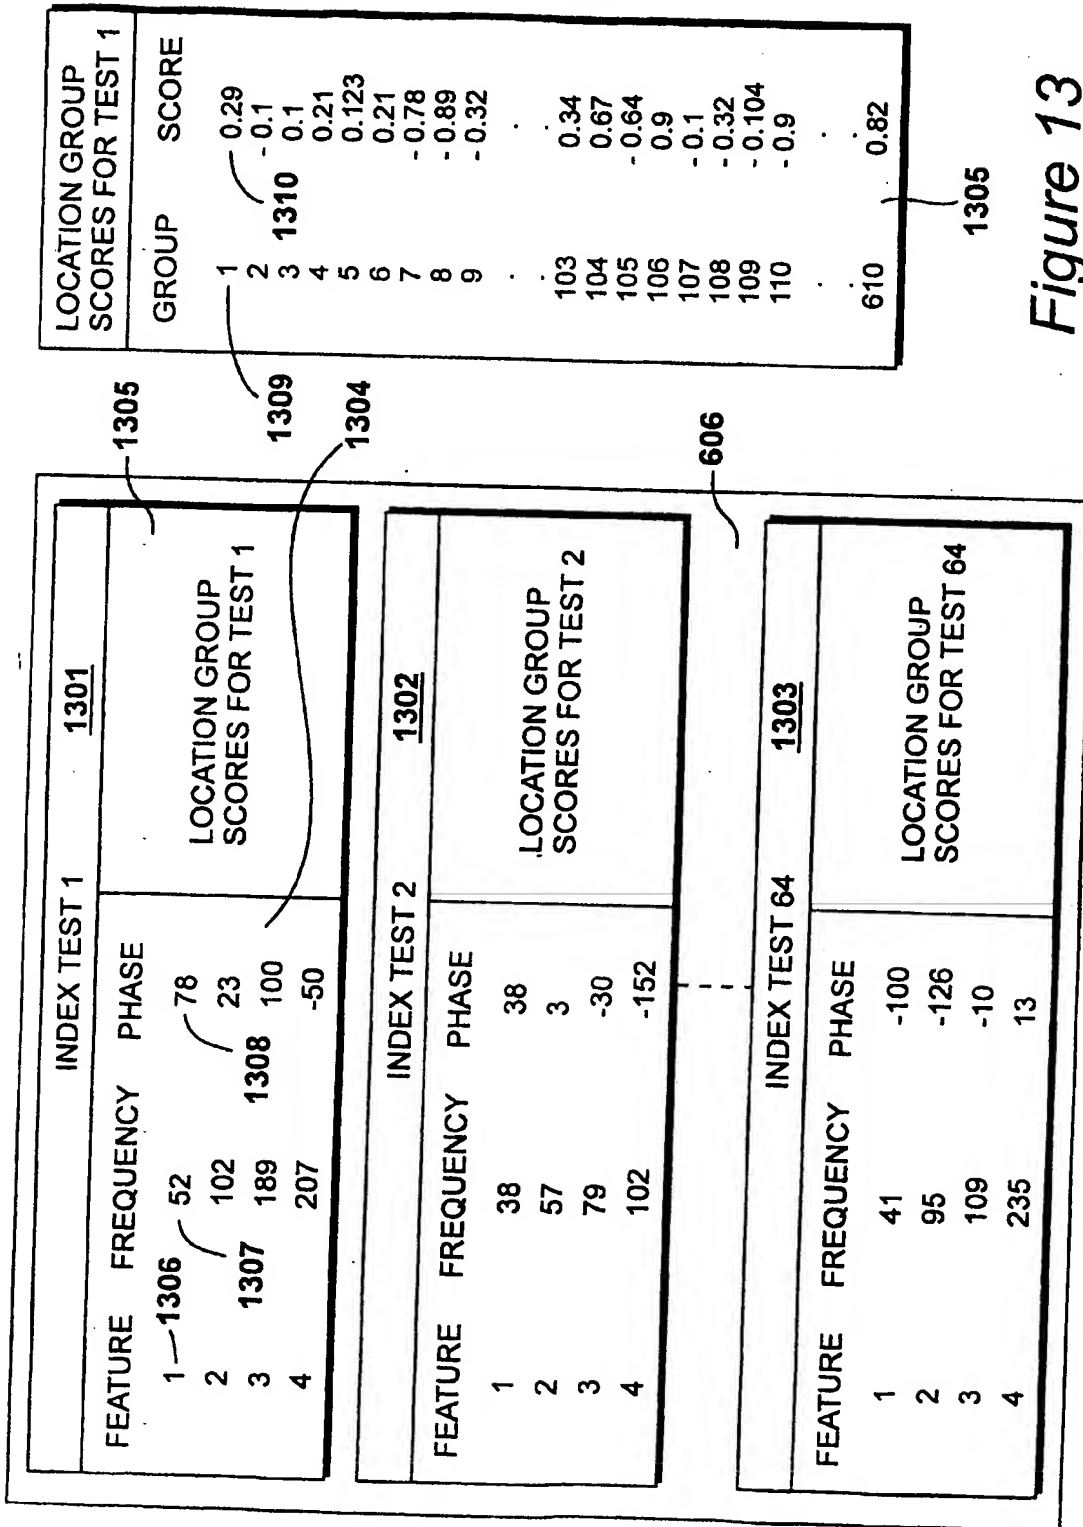 INDEX TEST 1 1301
FEATURE FREQUENCY PHASE
1 1306 52 78
2 102 23
3 1307 189 1308 100
4 207 -50
LOCATION GROUP
SCORES FOR TEST 1
1305
1304
INDEX TEST 2 1302
FEATURE FREQUENCY PHASE
1 38 38
2 57 3
3 79 -30
4 102 -152
.LOCATION GROUP
SCORES FOR TEST 2
606
INDEX TEST 64 1303
FEATURE FREQUENCY PHASE
1 41 -100
2 95 -126
3 109 -10
4 235 13
LOCATION GROUP
SCORES FOR TEST 64
LOCATION GROUP
SCORES FOR TEST 1
GROUP SCORE
1309 1 1310 0.29
2 - 0.1
3 0.1
4 0.21
5 0.123
6 0.21
7 - 0.78
8 - 0.89
9 - 0.32
. .
103 0.34
104 0.67
105 - 0.64
106 0.9
107 - 0.1
108 - 0.32
109 - 0.104
110 - 0.9
. .
610 0.82
1305
Figure 13